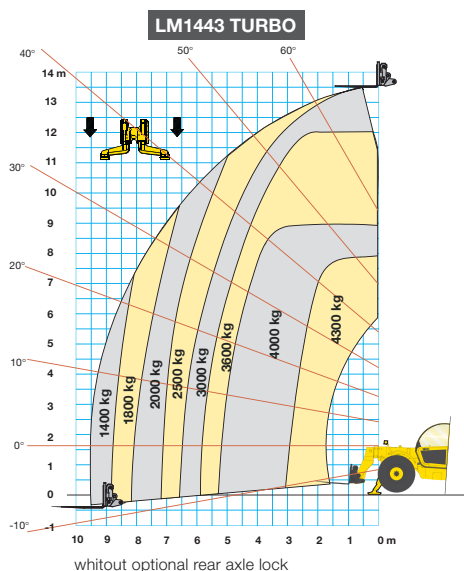 LM1443 TURBO
40° 50° 60°
14 m
13
12
11
30°
10
9
8
20°
7
6
5
4
10°
3
2
0°
1
0
-1
-10°
1400 kg
1800 kg
2000 kg
2500 kg
3000 kg
3600 kg
4000 kg
4300 kg
10 9 8 7 6 5 4 3 2 1 0 m
whitout optional rear axle lock